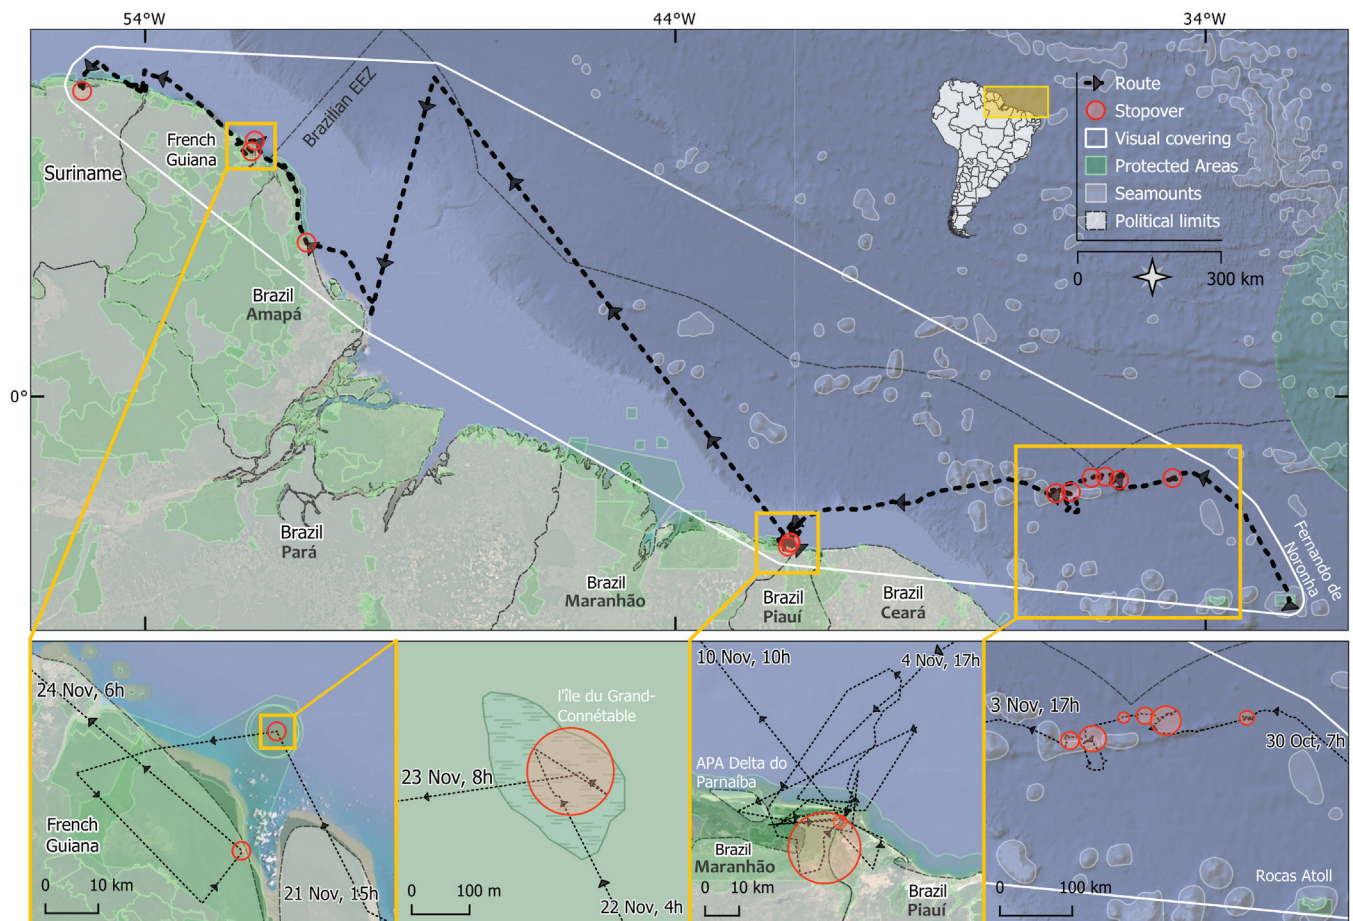 54°W
44°W
34°W
0°
Brazilian EEZ
French
Guiana
Suriname
Brazil
Amapá
Brazil
Pará
Brazil
Maranhão
Brazil
Piauí
Brazil
Ceará
Fernando de
Noronha
Route
Stopover
Visual covering
Protected Areas
Seamounts
Political limits
0
300 km
24 Nov, 6h
French
Guiana
0
10 km
21 Nov, 15h
l'île du Grand-
Connétable
23 Nov, 8h
0
100 m
22 Nov, 4h
10 Nov, 10h
4 Nov, 17h
APA Delta do
Parnaíba
Brazil
Maranhão
0
10 km
Brazil
Piauí
3 Nov, 17h
30 Oct, 7h
Rocas Atoll
0
100 km